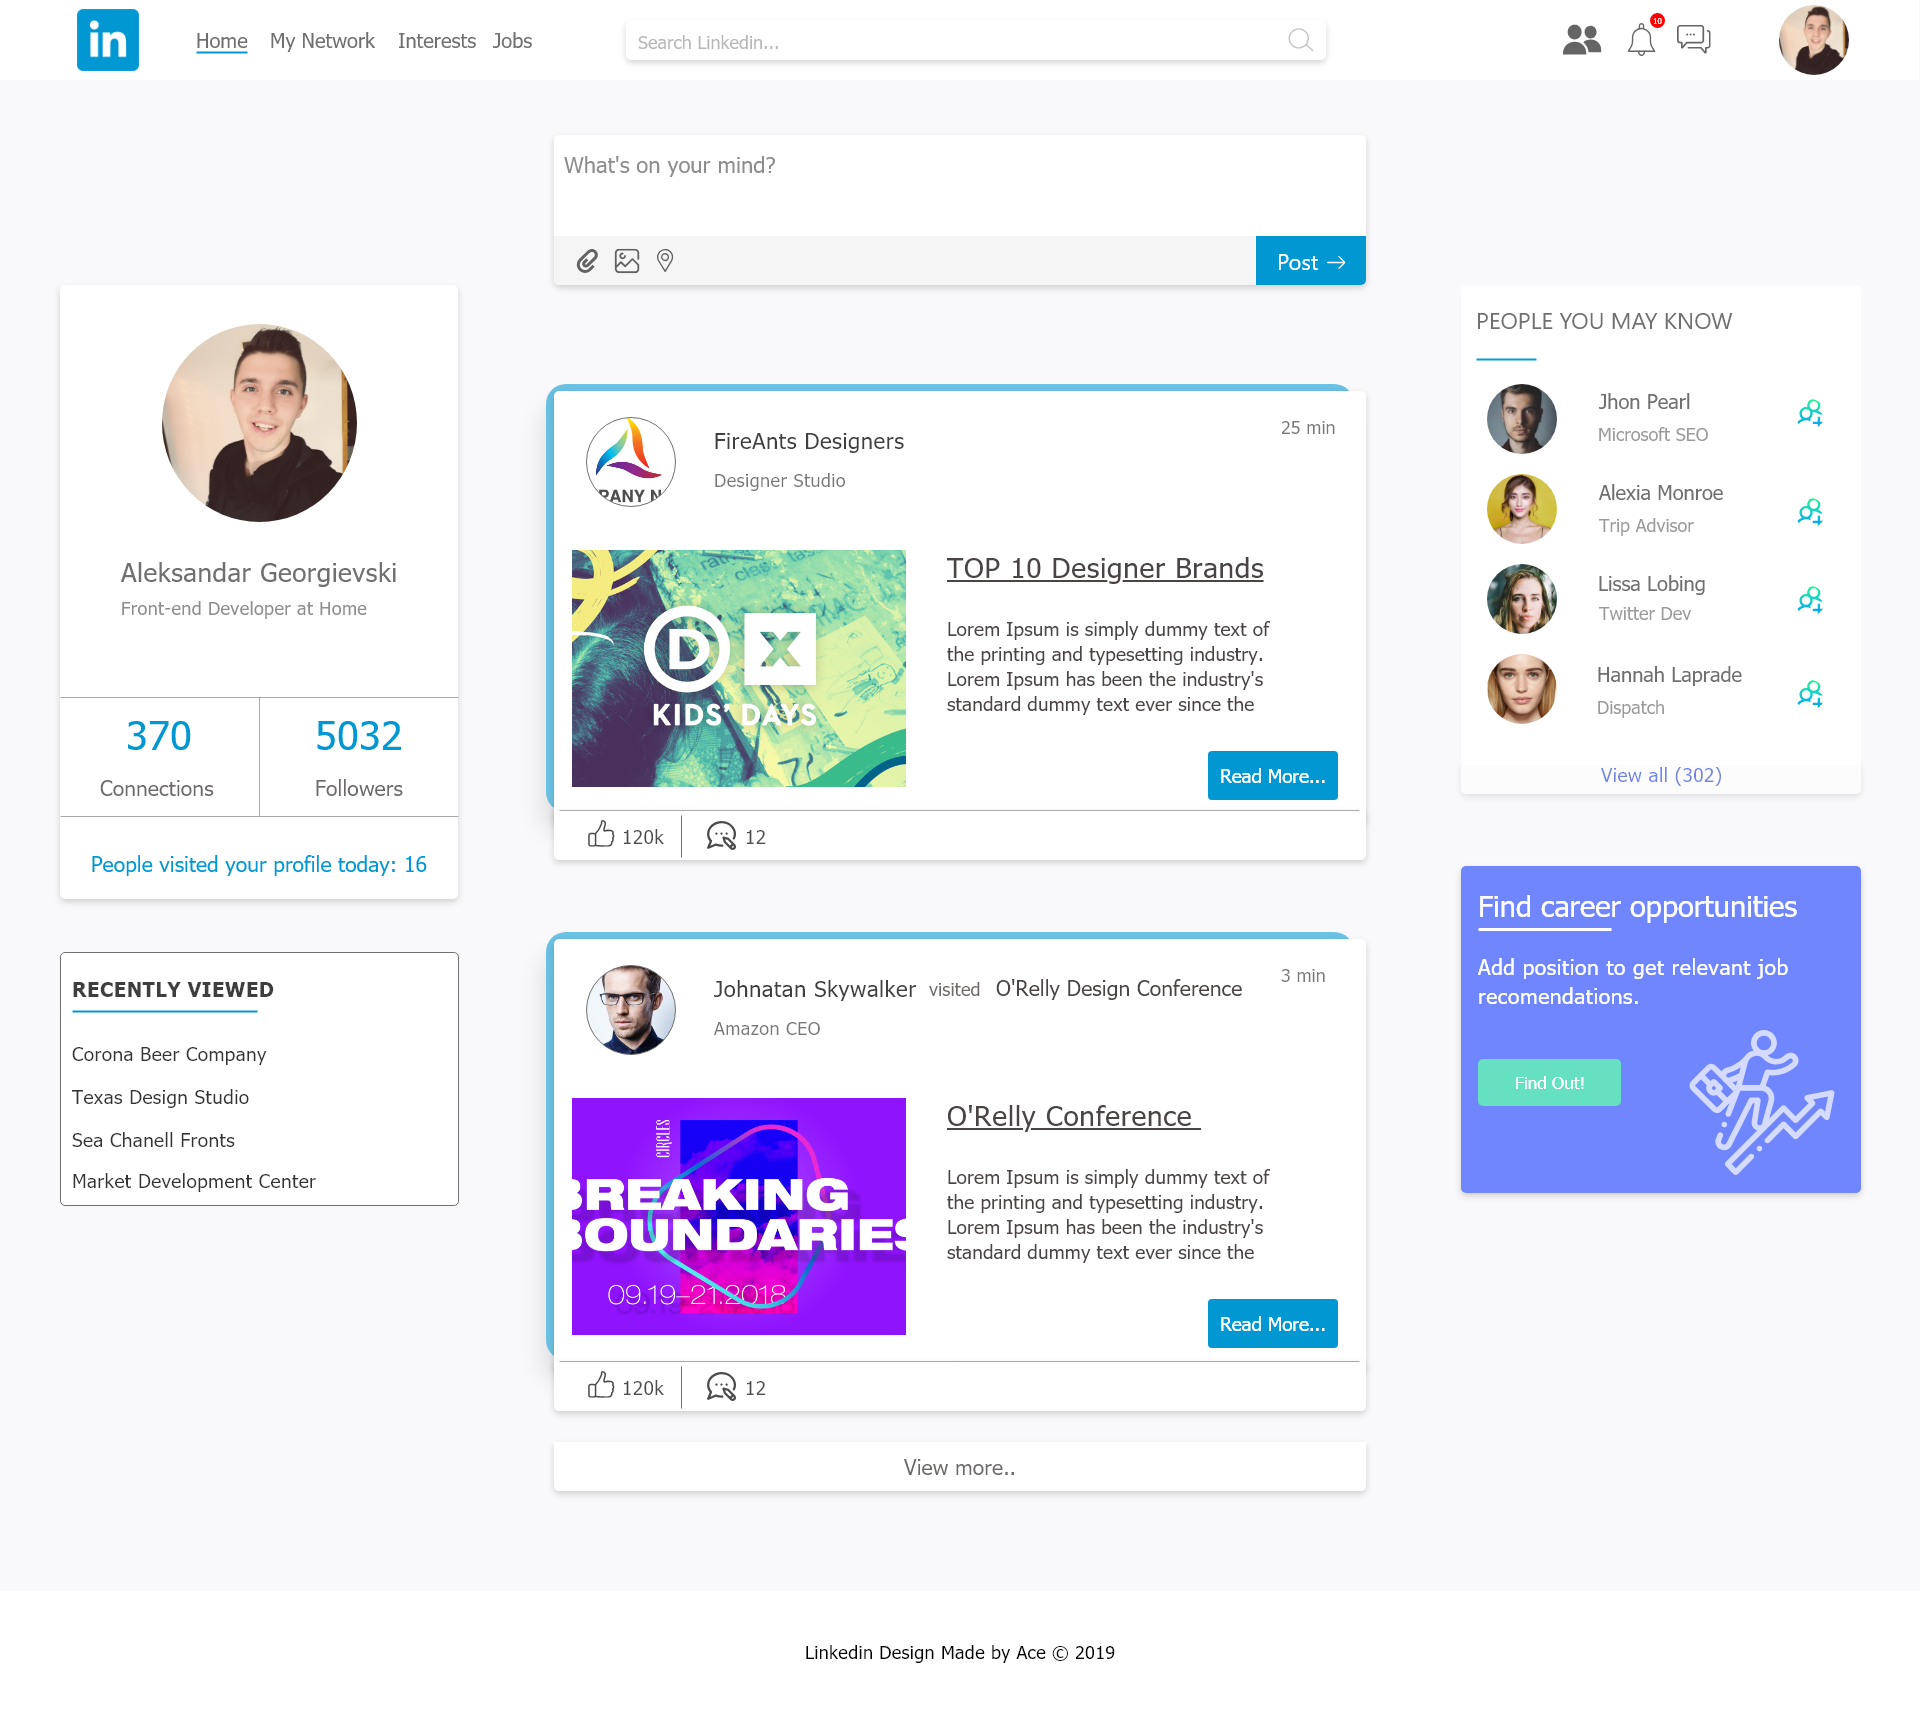 in
Home My Network Interests Jobs
Search Linkedin...
10
What's on your mind?
Post
Aleksandar Georgievski
Front-end Developer at Home
370
Connections
5032
Followers
People visited your profile today: 16
RECENTLY VIEWED
Corona Beer Company
Texas Design Studio
Sea Chanell Fronts
Market Development Center
PANY N
FireAnts Designers
Designer Studio
25 min
D X
KIDS' DAYS
TOP 10 Designer Brands
Lorem Ipsum is simply dummy text of
the printing and typesetting industry.
Lorem Ipsum has been the industry's
standard dummy text ever since the
Read More...
120k
12
Johnatan Skywalker visited O'Relly Design Conference
Amazon CEO
3 min
CIRCLES
BREAKING
BOUNDARIES
09.19–21.2018
O'Relly Conference
Lorem Ipsum is simply dummy text of
the printing and typesetting industry.
Lorem Ipsum has been the industry's
standard dummy text ever since the
Read More...
120k
12
View more..
PEOPLE YOU MAY KNOW
Jhon Pearl
Microsoft SEO
Alexia Monroe
Trip Advisor
Lissa Lobing
Twitter Dev
Hannah Laprade
Dispatch
View all (302)
Find career opportunities
Add position to get relevant job
recomendations.
Find Out!
Linkedin Design Made by Ace © 2019